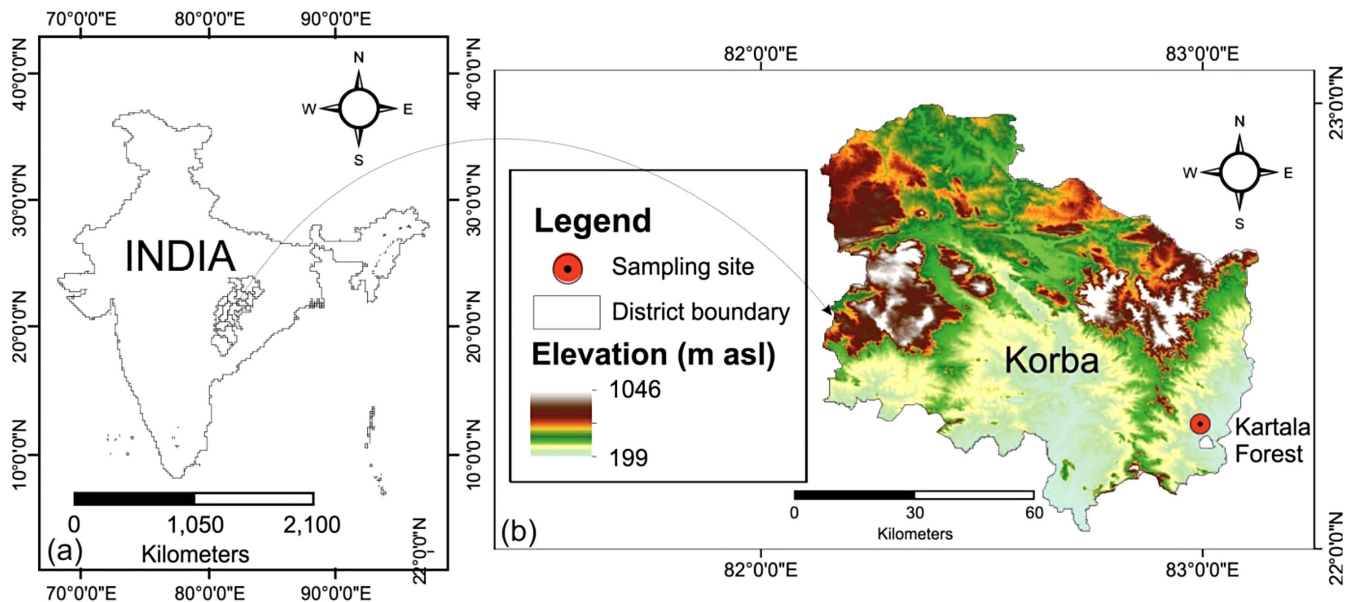 70°0'0"E 80°0'0"E 90°0'0"E
40°0'0"N
30°0'0"N
20°0'0"N
10°0'0"N
N
W E
S
INDIA
0 1,050 2,100
Kilometers
(a)
40°0'0"N
30°0'0"N
20°0'0"N
10°0'0"N
22°0'0"N
70°0'0"E 80°0'0"E 90°0'0"E
82°0'0"E 83°0'0"E
23°0'0"N
N
W E
S
Legend
Sampling site
District boundary
Elevation (m asl)
1046
199
Korba
Kartala
Forest
0 30 60
Kilometers
(b)
22°0'0"N
82°0'0"E 83°0'0"E